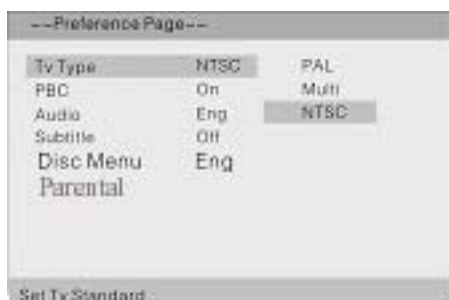 --Preference Page--
Tv Type NTSC PAL
PBC On Multi
Audio Eng NTSC
Subtitle Off
Disc Menu Eng
Parental
Set Tv Standard